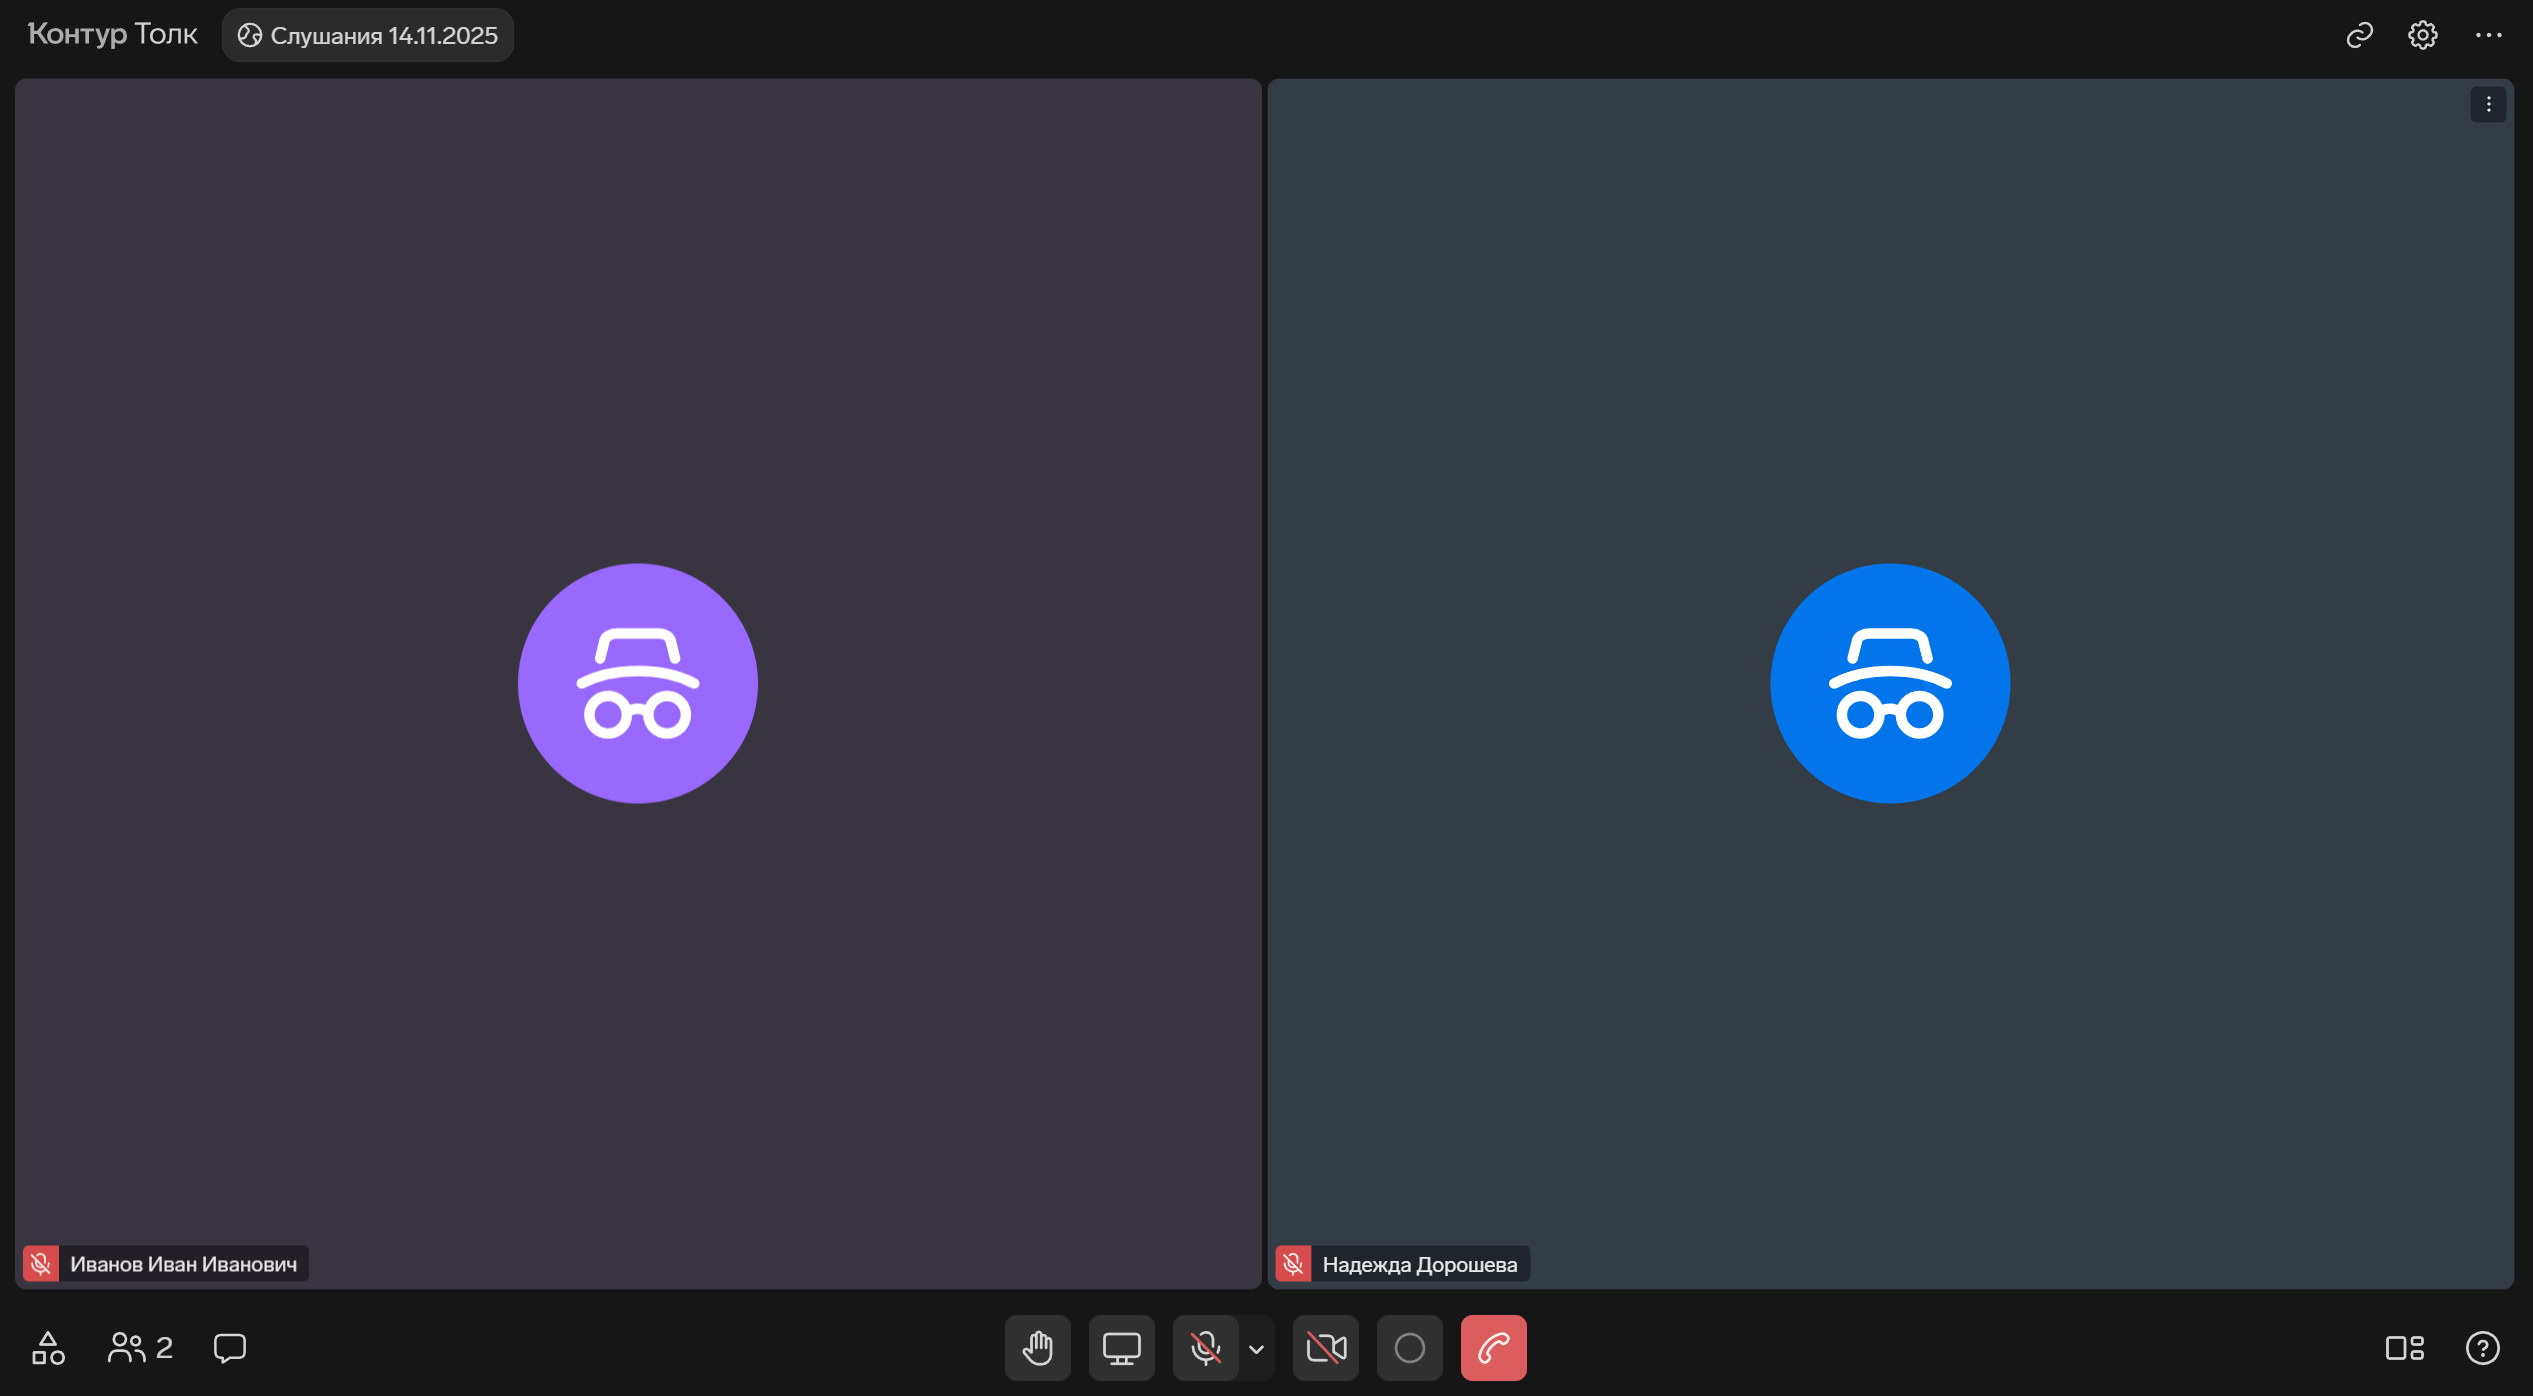 Контур Толк
Слушания 14.11.2025
Иванов Иван Иванович
Надежда Дорошева
2